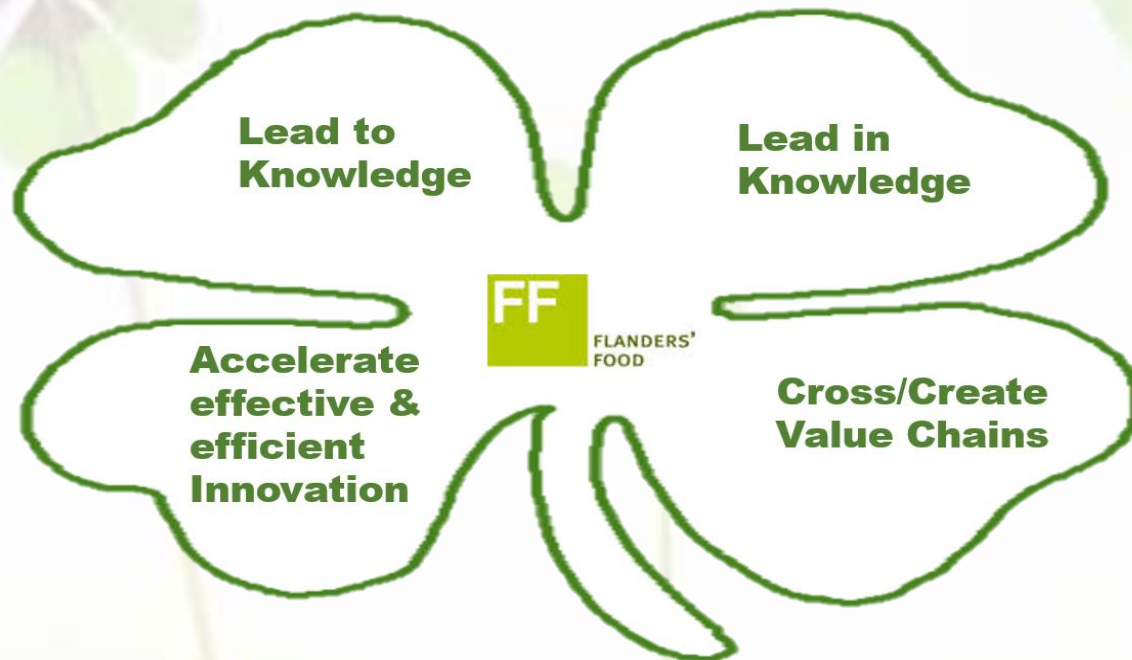 Lead to
Knowledge
Lead in
Knowledge
FF
FLANDERS'
FOOD
Accelerate
effective &
efficient
Innovation
Cross/Create
Value Chains